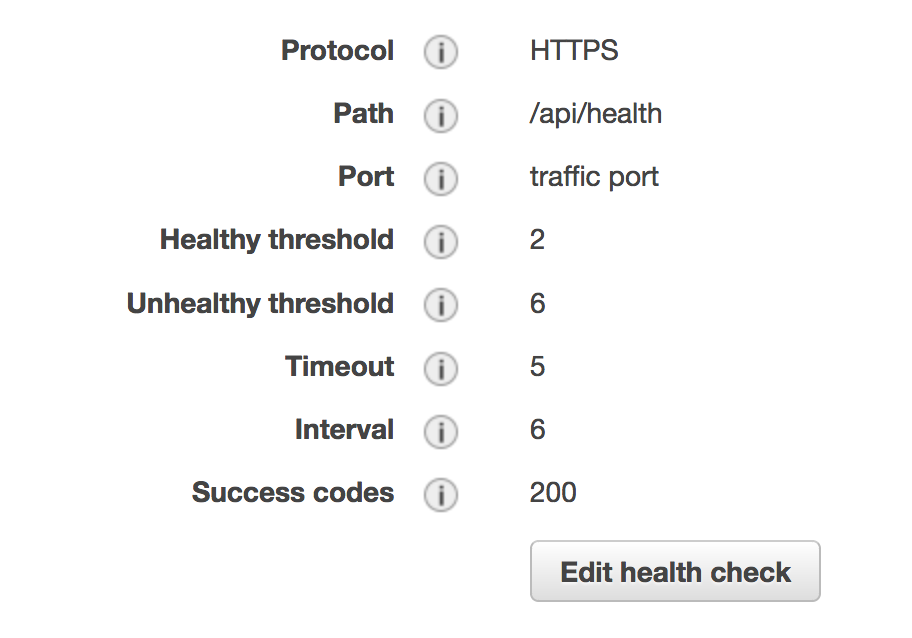 Protocol HTTPS
Path /api/health
Port traffic port
Healthy threshold 2
Unhealthy threshold 6
Timeout 5
Interval 6
Success codes 200
Edit health check